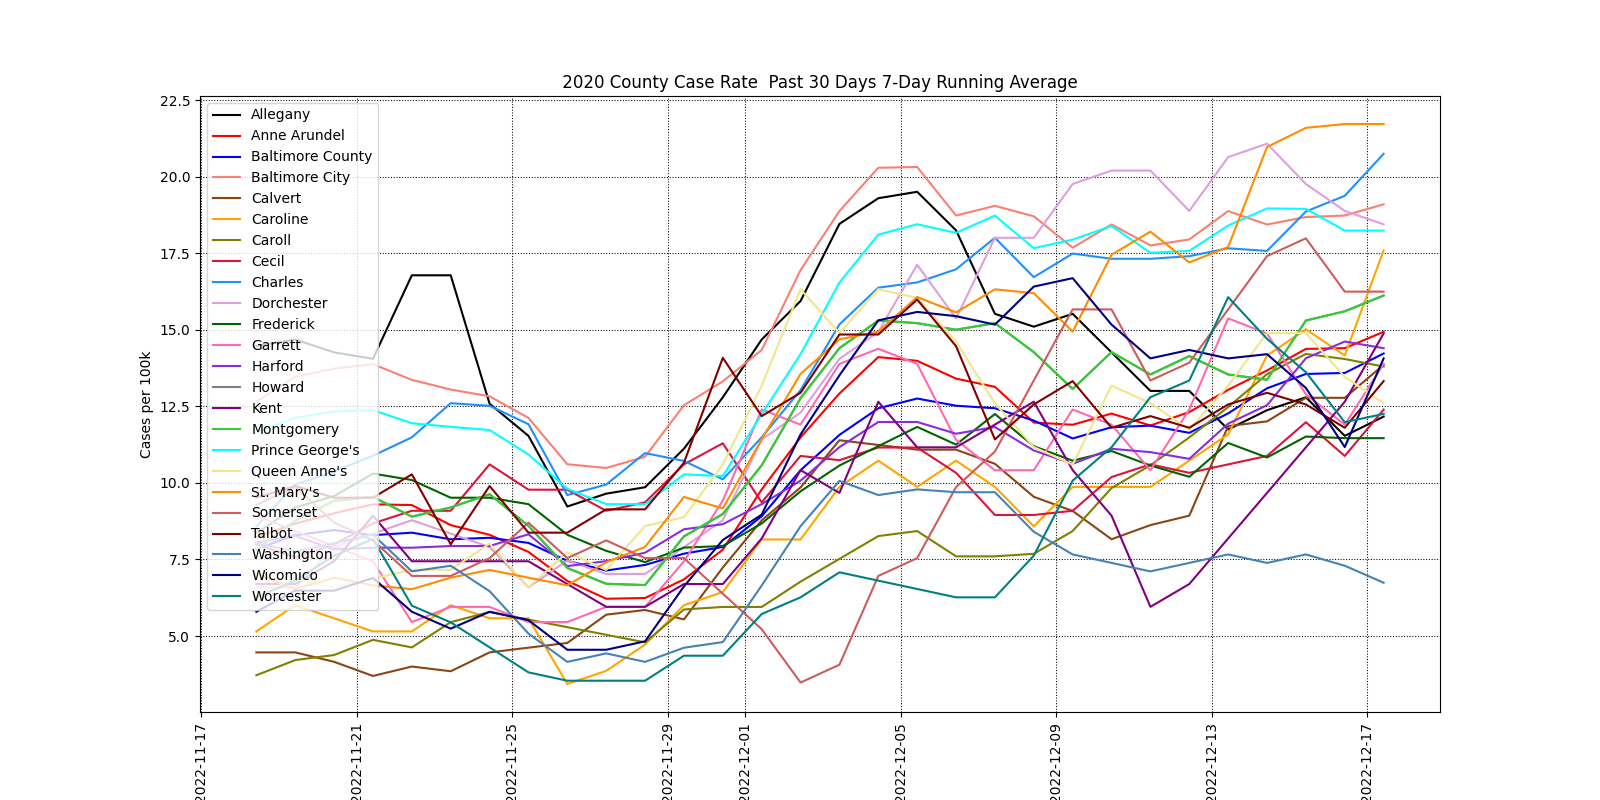 2020 County Case Rate  Past 30 Days 7-Day Running Average
Cases per 100k
22.5
20.0
17.5
15.0
12.5
10.0
7.5
5.0
Allegany
Anne Arundel
Baltimore County
Baltimore City
Calvert
Caroline
Caroll
Cecil
Charles
Dorchester
Frederick
Garrett
Harford
Howard
Kent
Montgomery
Prince George's
Queen Anne's
St. Mary's
Somerset
Talbot
Washington
Wicomico
Worcester
2022-11-17
2022-11-21
2022-11-25
2022-11-29
2022-12-01
2022-12-05
2022-12-09
2022-12-13
2022-12-17